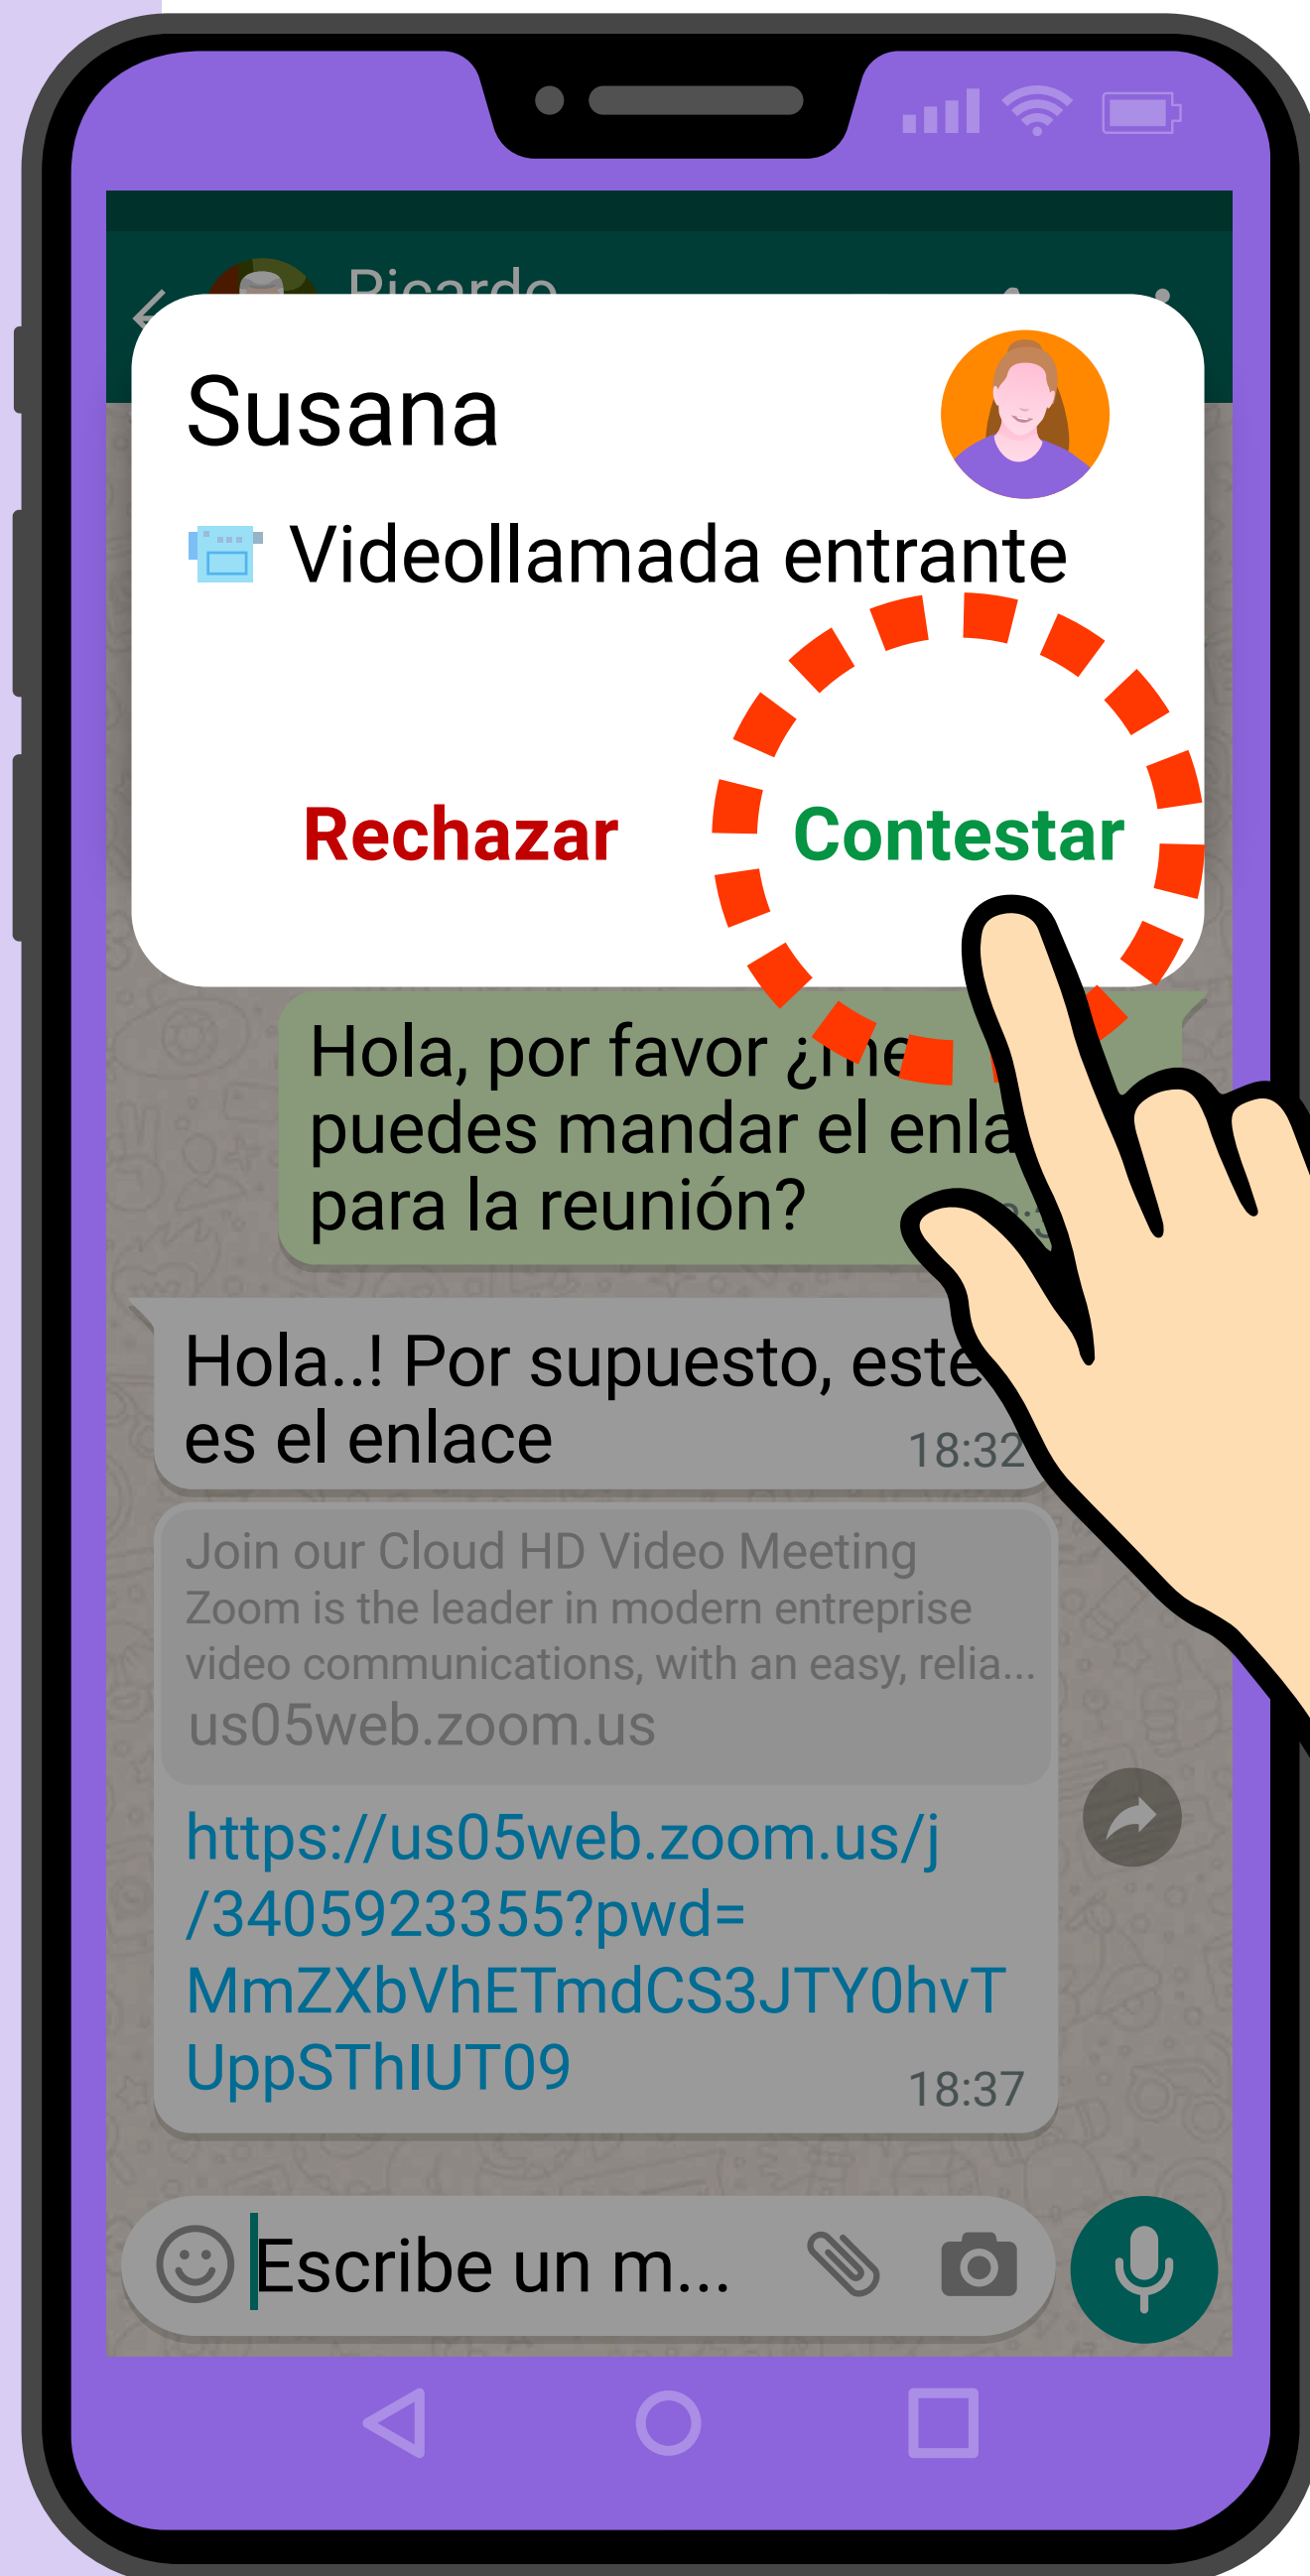 Ricardo
Susana
Videollamada entrante
Rechazar
Contestar
Hola, por favor ¿me
puedes mandar el
para la reunión?
Hola..! Por supuesto, este
es el enlace
18:32
Join our Cloud HD Video Meeting
Zoom is the leader in modern entreprise
video communications, with an easy, relia...
us05web.zoom.us
https://us05web.zoom.us/j
/3405923355?pwd=
MmZXbVhETmdCS3JTY0hvT
UppSThIUT09
18:37
Escribe un m...